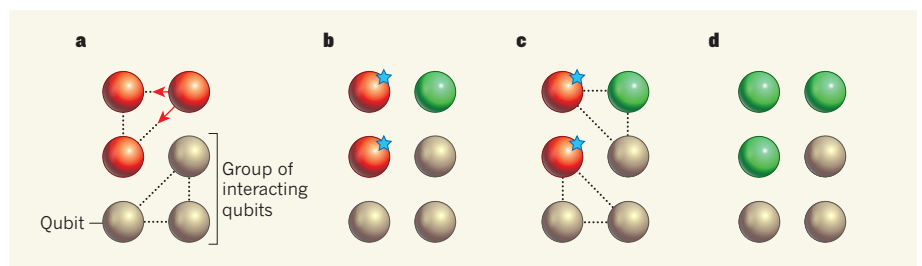 a
b
c
d
Group of
interacting
qubits
Qubit